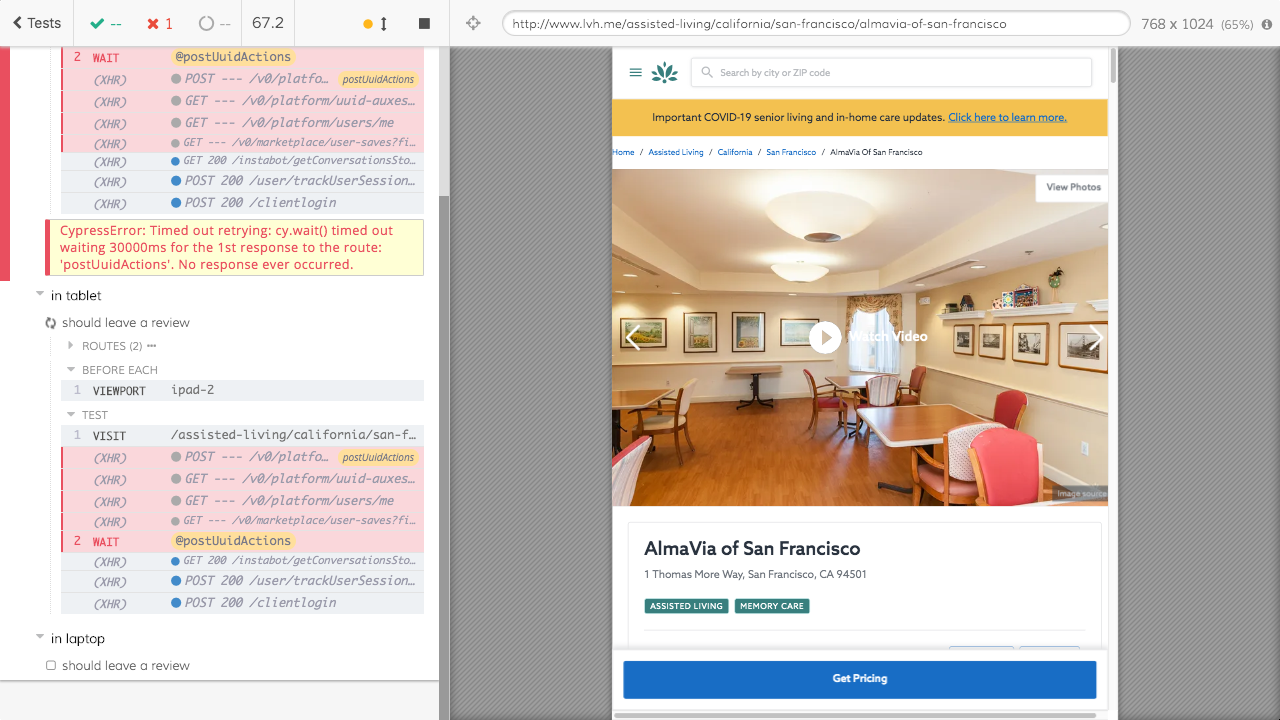 Tests
--
1
--
67.2
http://www.lvh.me/assisted-living/california/san-francisco/almavia-of-san-francisco
768 x 1024 (65%)
2 WAIT @postUuidActions
(XHR) POST --- /v0/platfo... postUuidActions
(XHR) GET --- /v0/platform/uuid-auxes...
(XHR) GET --- /v0/platform/users/me
(XHR) GET --- /v0/marketplace/user-saves?fi...
(XHR) GET 200 /instabot/getConversationsSto...
(XHR) POST 200 /user/trackUserSession...
(XHR) POST 200 /clientlogin
CypressError: Timed out retrying: cy.wait() timed out
waiting 30000ms for the 1st response to the route:
'postUuidActions'. No response ever occurred.
in tablet
should leave a review
ROUTES (2) •••
BEFORE EACH
1 VIEWPORT ipad-2
TEST
1 VISIT /assisted-living/california/san-f...
(XHR) POST --- /v0/platfo... postUuidActions
(XHR) GET --- /v0/platform/uuid-auxes...
(XHR) GET --- /v0/platform/users/me
(XHR) GET --- /v0/marketplace/user-saves?fi...
2 WAIT @postUuidActions
(XHR) GET 200 /instabot/getConversationsSto...
(XHR) POST 200 /user/trackUserSession...
(XHR) POST 200 /clientlogin
in laptop
should leave a review
Search by city or ZIP code
Important COVID-19 senior living and in-home care updates. Click here to learn more.
Home / Assisted Living / California / San Francisco / AlmaVia Of San Francisco
View Photos
Watch Video
Image source
AlmaVia of San Francisco
1 Thomas More Way, San Francisco, CA 94501
ASSISTED LIVING MEMORY CARE
Get Pricing